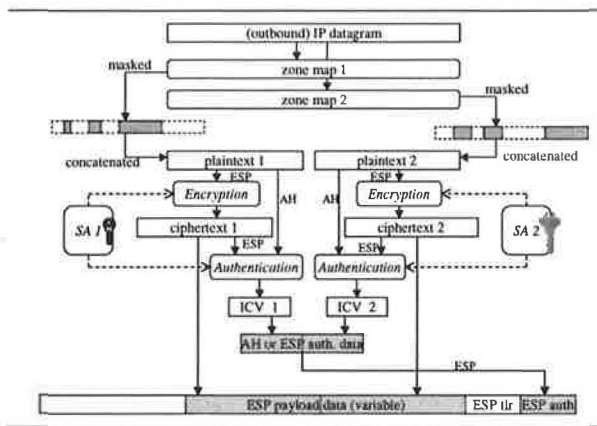 (outbound) IP datagram
masked
zone map 1
zone map 2
masked
concatenated
plaintext 1
plaintext 2
concatenated
ESP
ESP
Encryption
AH
AH
Encryption
SA 1
ciphertext 1
ciphertext 2
SA 2
ESP
ESP
Authentication
Authentication
ICV 1
ICV 2
AH or ESP auth. data
ESP
ESP payload data (variable)
ESP tlr
ESP auth